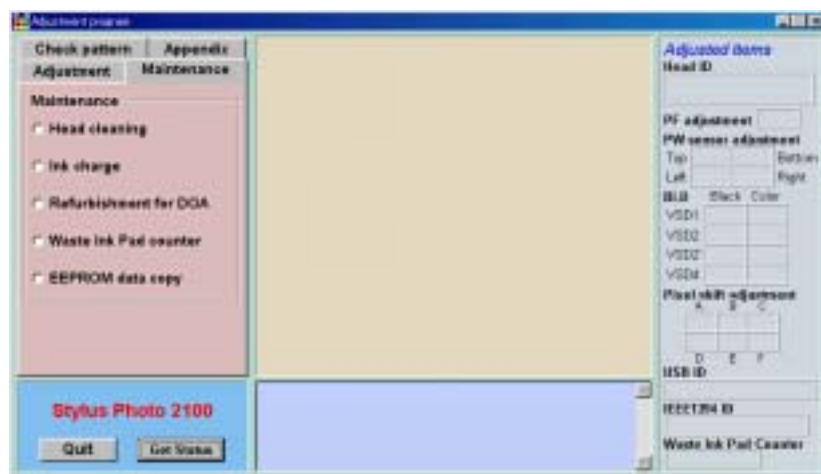 Adjustment program
Check pattern
Appendix
Adjustment
Maintenance
Maintenance
Head cleaning
Ink charge
Refurbishment for DOA
Waste Ink Pad counter
EEPROM data copy
Stylus Photo 2100
Quit
Get Status
Adjusted items
Head ID
PF adjustment
PW sensor adjustment
Top Bottom
Left Right
Black Color
VSD1
VSD2
VSD3
VSD4
Pixel shift adjustment
A B C
D E F
USB ID
IEEE1394 ID
Waste Ink Pad Counter